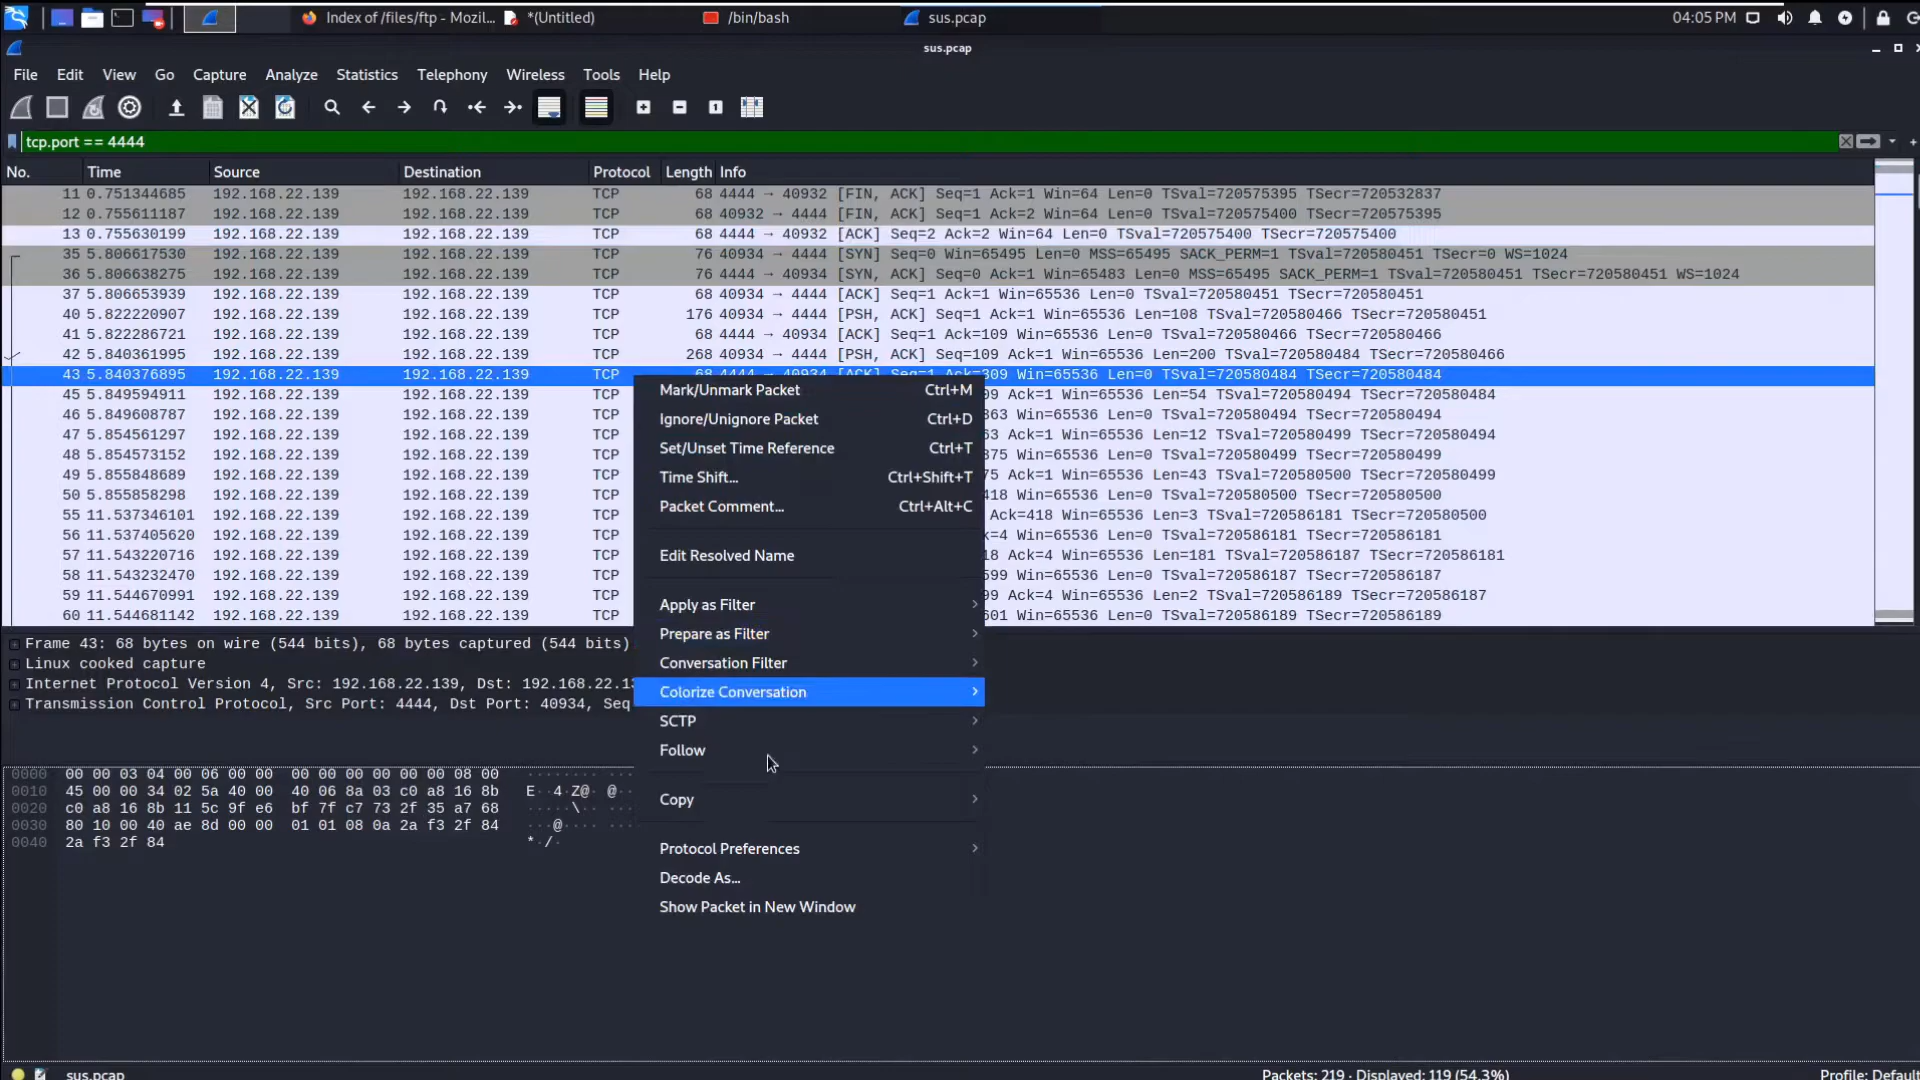 Index of /files/ftp - Mozil...
*(Untitled)
/bin/bash
sus.pcap
04:05 PM
sus.pcap
File Edit View Go Capture Analyze Statistics Telephony Wireless Tools Help
tcp.port == 4444
No. Time Source Destination Protocol Length Info
11 0.751344685 192.168.22.139 192.168.22.139 TCP 68 4444 → 40932 [FIN, ACK] Seq=1 Ack=1 Win=64 Len=0 TSval=720575395 TSecr=720532837
12 0.755611187 192.168.22.139 192.168.22.139 TCP 68 40932 → 4444 [FIN, ACK] Seq=1 Ack=2 Win=64 Len=0 TSval=720575400 TSecr=720575395
13 0.755630199 192.168.22.139 192.168.22.139 TCP 68 4444 → 40932 [ACK] Seq=2 Ack=2 Win=64 Len=0 TSval=720575400 TSecr=720575400
35 5.806617530 192.168.22.139 192.168.22.139 TCP 76 40934 → 4444 [SYN] Seq=0 Win=65495 Len=0 MSS=65495 SACK_PERM=1 TSval=720580451 TSecr=0 WS=1024
36 5.806638275 192.168.22.139 192.168.22.139 TCP 76 4444 → 40934 [SYN, ACK] Seq=0 Ack=1 Win=65483 Len=0 MSS=65495 SACK_PERM=1 TSval=720580451 TSecr=720580451 WS=1024
37 5.806653939 192.168.22.139 192.168.22.139 TCP 68 40934 → 4444 [ACK] Seq=1 Ack=1 Win=65536 Len=0 TSval=720580451 TSecr=720580451
40 5.822220907 192.168.22.139 192.168.22.139 TCP 176 40934 → 4444 [PSH, ACK] Seq=1 Ack=1 Win=65536 Len=108 TSval=720580466 TSecr=720580451
41 5.822286721 192.168.22.139 192.168.22.139 TCP 68 4444 → 40934 [ACK] Seq=1 Ack=109 Win=65536 Len=0 TSval=720580466 TSecr=720580466
42 5.840361995 192.168.22.139 192.168.22.139 TCP 268 40934 → 4444 [PSH, ACK] Seq=109 Ack=1 Win=65536 Len=200 TSval=720580484 TSecr=720580466
43 5.840376895 192.168.22.139 192.168.22.139 TCP 68 4444 → 40934 [ACK] Seq=1 Ack=309 Win=65536 Len=0 TSval=720580484 TSecr=720580484
45 5.849594911 192.168.22.139 192.168.22.139 TCP 09 Ack=1 Win=65536 Len=54 TSval=720580494 TSecr=720580484
46 5.849608787 192.168.22.139 192.168.22.139 TCP 363 Win=65536 Len=0 TSval=720580494 TSecr=720580494
47 5.854561297 192.168.22.139 192.168.22.139 TCP 63 Ack=1 Win=65536 Len=12 TSval=720580499 TSecr=720580494
48 5.854573152 192.168.22.139 192.168.22.139 TCP 375 Win=65536 Len=0 TSval=720580499 TSecr=720580499
49 5.855848689 192.168.22.139 192.168.22.139 TCP 75 Ack=1 Win=65536 Len=43 TSval=720580500 TSecr=720580499
50 5.855858298 192.168.22.139 192.168.22.139 TCP 418 Win=65536 Len=0 TSval=720580500 TSecr=720580500
55 11.537346101 192.168.22.139 192.168.22.139 TCP Ack=418 Win=65536 Len=3 TSval=720586181 TSecr=720580500
56 11.537405620 192.168.22.139 192.168.22.139 TCP k=4 Win=65536 Len=0 TSval=720586181 TSecr=720586181
57 11.543220716 192.168.22.139 192.168.22.139 TCP 18 Ack=4 Win=65536 Len=181 TSval=720586187 TSecr=720586181
58 11.543232470 192.168.22.139 192.168.22.139 TCP 599 Win=65536 Len=0 TSval=720586187 TSecr=720586187
59 11.544670991 192.168.22.139 192.168.22.139 TCP 99 Ack=4 Win=65536 Len=2 TSval=720586189 TSecr=720586187
60 11.544681142 192.168.22.139 192.168.22.139 TCP 601 Win=65536 Len=0 TSval=720586189 TSecr=720586189
Mark/Unmark Packet Ctrl+M
Ignore/Unignore Packet Ctrl+D
Set/Unset Time Reference Ctrl+T
Time Shift... Ctrl+Shift+T
Packet Comment... Ctrl+Alt+C
Edit Resolved Name
Apply as Filter
Prepare as Filter
Conversation Filter
Colorize Conversation
SCTP
Follow
Copy
Protocol Preferences
Decode As...
Show Packet in New Window
Frame 43: 68 bytes on wire (544 bits), 68 bytes captured (544 bits)
Linux cooked capture
Internet Protocol Version 4, Src: 192.168.22.139, Dst: 192.168.22.13
Transmission Control Protocol, Src Port: 4444, Dst Port: 40934, Seq
0000 00 00 03 04 00 06 00 00 00 00 00 00 00 00 08 00 ········ ···
0010 45 00 00 34 02 5a 40 00 40 06 8a 03 c0 a8 16 8b E··4·Z@· @··
0020 c0 a8 16 8b 11 5c 9f e6 bf 7f c7 73 2f 35 a7 68 ·····\·· ···
0030 80 10 00 40 ae 8d 00 00 01 01 08 0a 2a f3 2f 84 ···@···· ···
0040 2a f3 2f 84 *·/·
sus.pcap
Packets: 219 · Displayed: 119 (54.3%)
Profile: Default